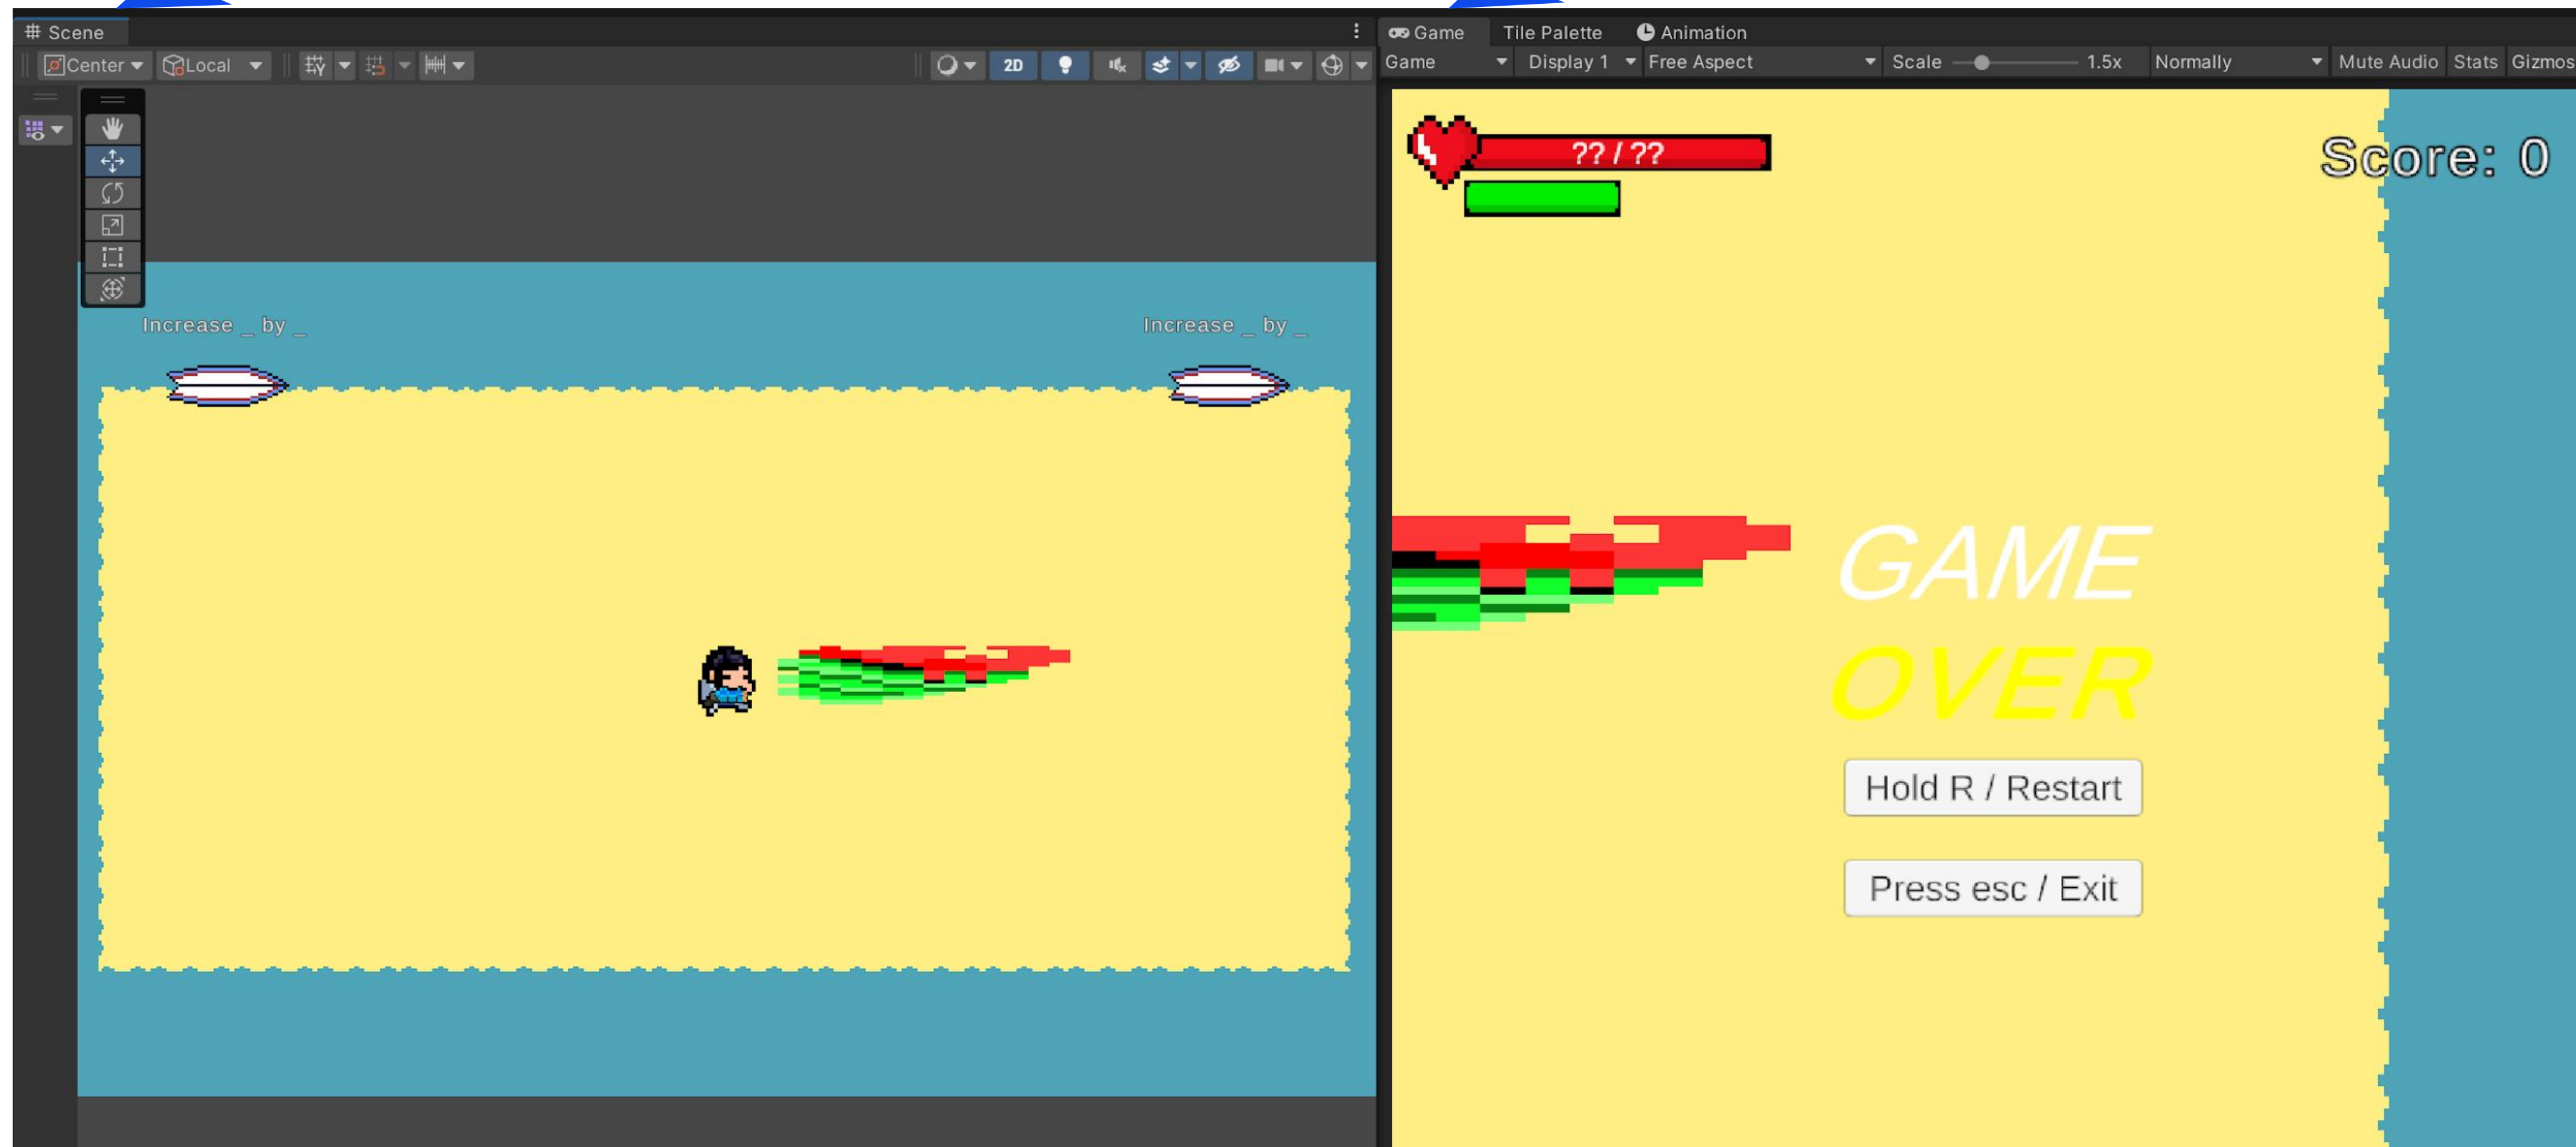 Scene
Center
Local
2D
Increase _ by _
Increase _ by _
Game
Tile Palette
Animation
Game
Display 1
Free Aspect
Scale
1.5x
Normally
Mute Audio
Stats
Gizmos
?? / ??
Score: 0
GAME
OVER
Hold R / Restart
Press esc / Exit